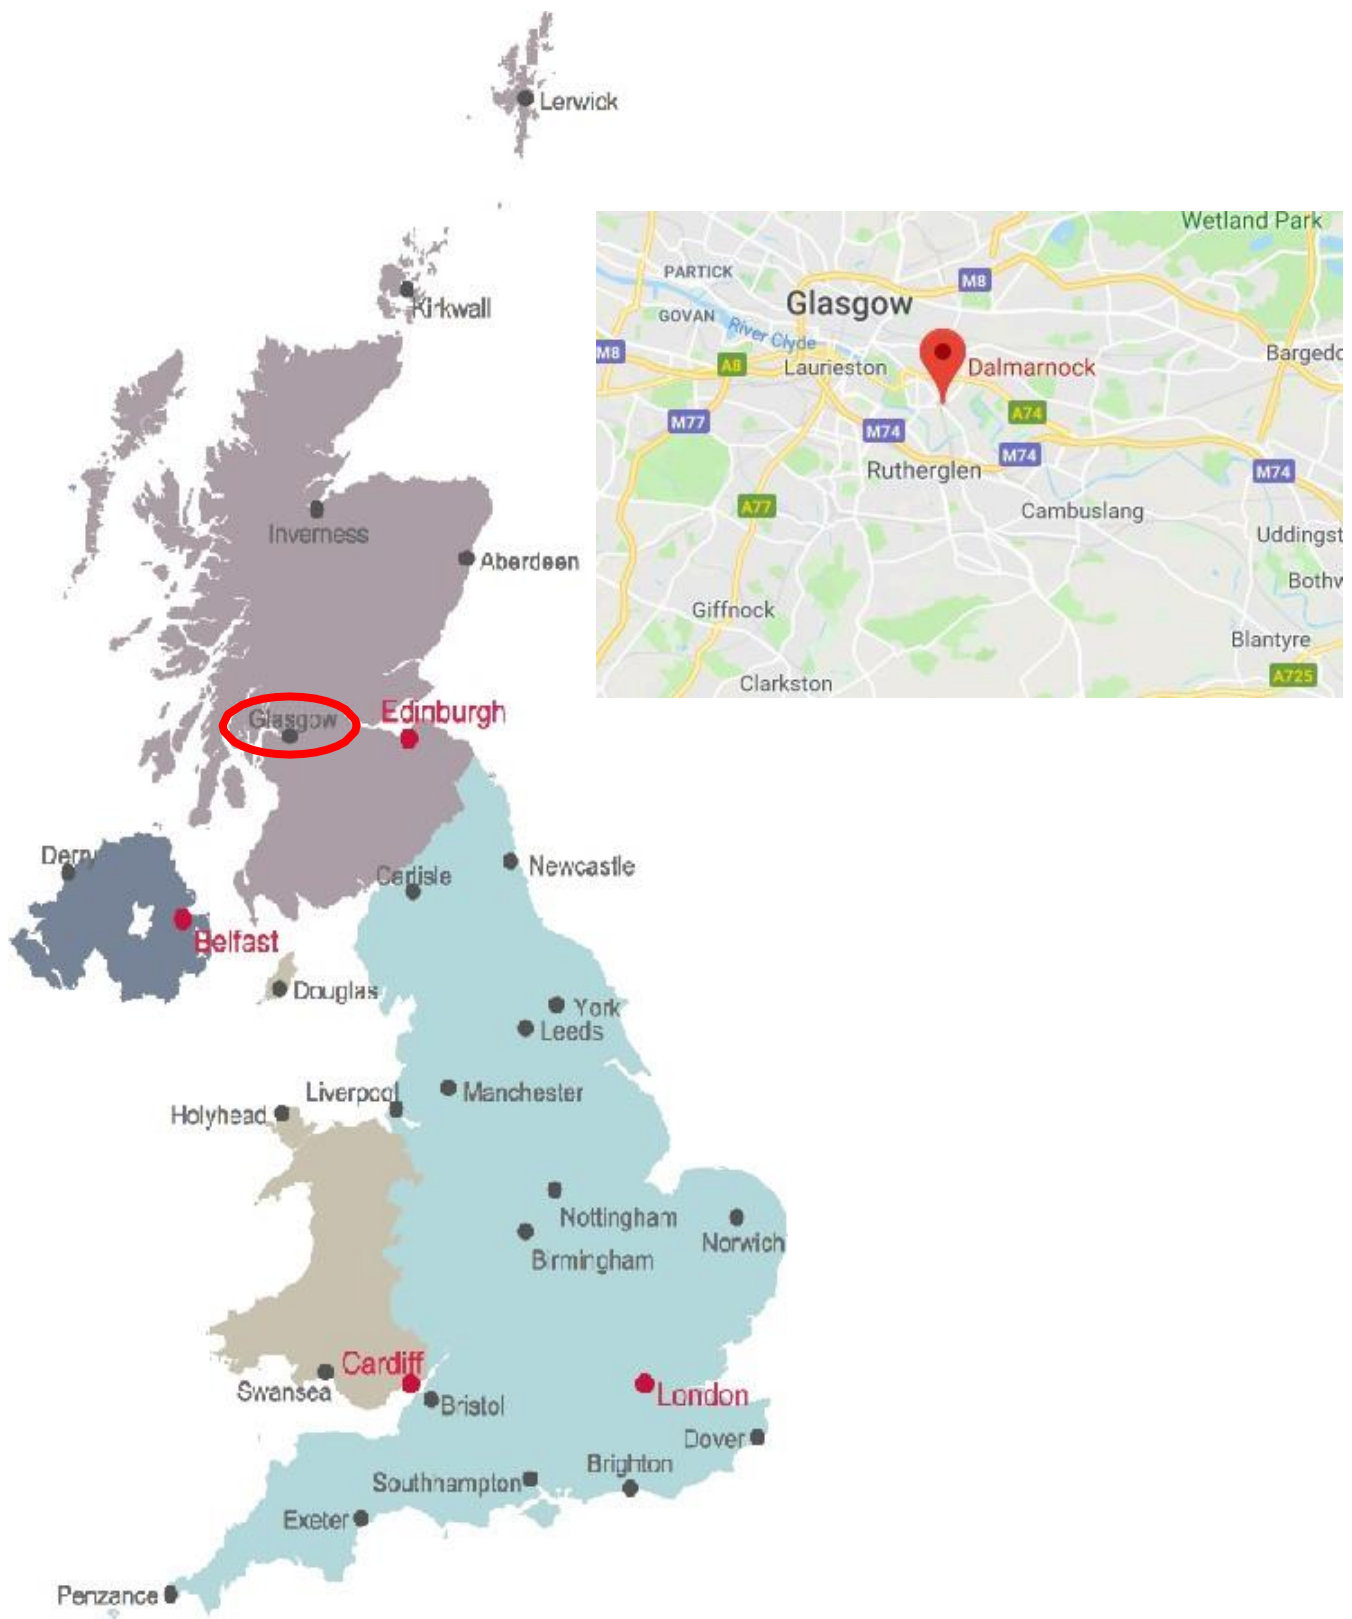 Lerwick
Kirkwall
Inverness
Aberdeen
Glasgow
Edinburgh
Derry
Belfast
Carlisle
Newcastle
Douglas
York
Leeds
Liverpool
Manchester
Holyhead
Nottingham
Norwich
Birmingham
Cardiff
Swansea
Bristol
London
Dover
Brighton
Southhampton
Exeter
Penzance
Wetland Park
PARTICK
M8
Glasgow
GOVAN
River Clyde
M8
A8
Laurieston
Dalmarnock
Bargedd
M77
M74
A74
M74
Rutherglen
M74
A77
Cambuslang
Uddingst
Bothw
Giffnock
Blantyre
Clarkston
A725